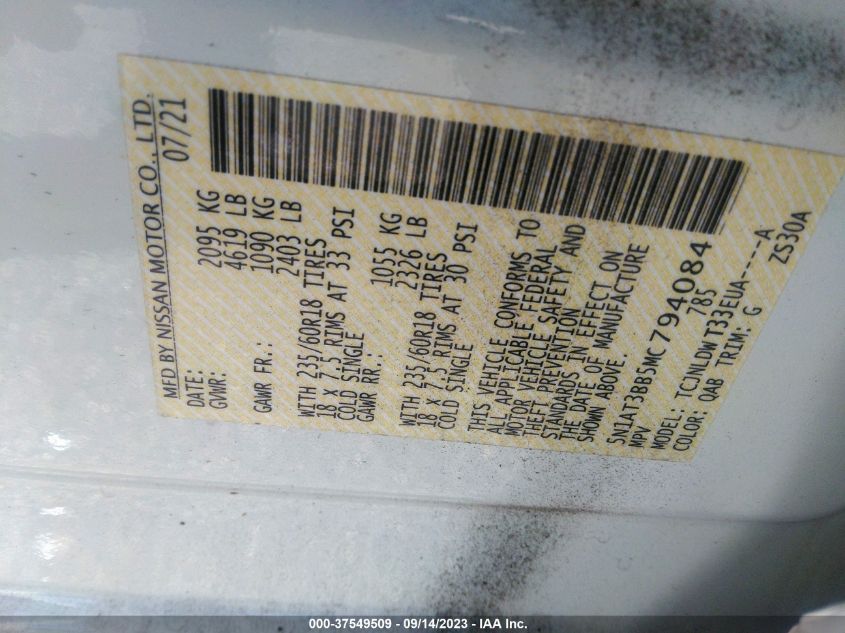 MFD BY NISSAN MOTOR CO., LTD.
DATE: 07/21
GVWR: 2095 KG
4619 LB
GAWR FR.: 1090 KG
2403 LB
WITH 235/60R18 TIRES
18 x 7.5 RIMS AT 33 PSI
COLD SINGLE
GAWR RR.: 1055 KG
2326 LB
WITH 235/60R18 TIRES
18 x 7.5 RIMS AT 30 PSI
COLD SINGLE
THIS VEHICLE CONFORMS TO
ALL APPLICABLE FEDERAL
MOTOR VEHICLE SAFETY AND
THEFT PREVENTION
STANDARDS IN EFFECT ON
THE DATE OF MANUFACTURE
SHOWN ABOVE.
5N1AT3BB5MC794084
MPV 785
MODEL: TCJNLDWT33EUA-----A
COLOR: QAB TRIM: G ZS30A
000-37549509 - 09/14/2023 - IAA Inc.